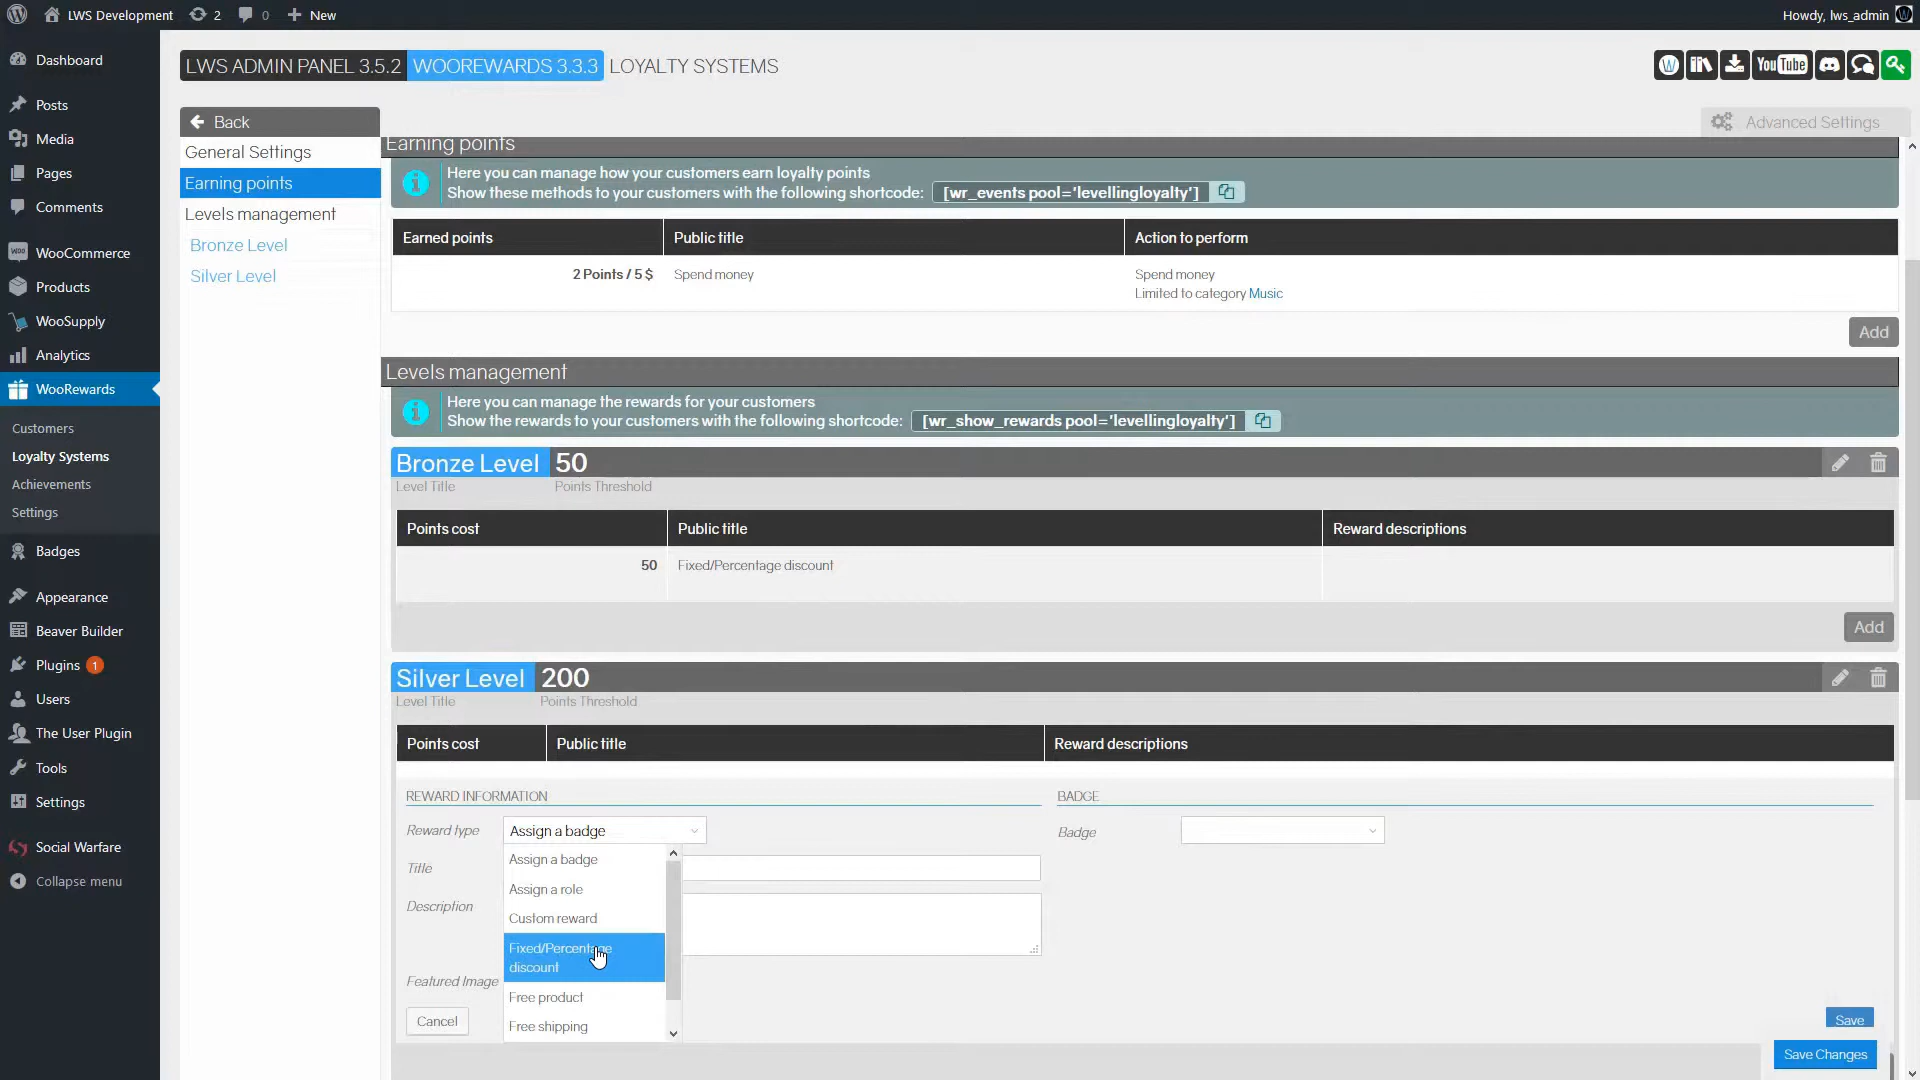 LWS Development
2
0
New
Howdy, lws_admin
Dashboard
Posts
Media
Pages
Comments
WooCommerce
Products
WooSupply
Analytics
WooRewards
Customers
Loyalty Systems
Achievements
Settings
Badges
Appearance
Beaver Builder
Plugins 1
Users
The User Plugin
Tools
Settings
Social Warfare
Collapse menu
LWS ADMIN PANEL 3.5.2 WOOREWARDS 3.3.3 LOYALTY SYSTEMS
YouTube
Back
Advanced Settings
General Settings
Earning points
Levels management
Bronze Level
Silver Level
Earning points
Here you can manage how your customers earn loyalty points
Show these methods to your customers with the following shortcode: [wr_events pool='levellingloyalty']
Earned points Public title Action to perform
2 Points / 5 $ Spend money Spend money
Limited to category Music
Add
Levels management
Here you can manage the rewards for your customers
Show the rewards to your customers with the following shortcode: [wr_show_rewards pool='levellingloyalty']
Bronze Level 50
Level Title Points Threshold
Points cost Public title Reward descriptions
50 Fixed/Percentage discount
Add
Silver Level 200
Level Title Points Threshold
Points cost Public title Reward descriptions
REWARD INFORMATION BADGE
Reward type Assign a badge Badge
Assign a badge
Title
Assign a role
Description
Custom reward
Fixed/Percentage
discount
Featured Image
Free product
Free shipping
Cancel
Save
Save Changes